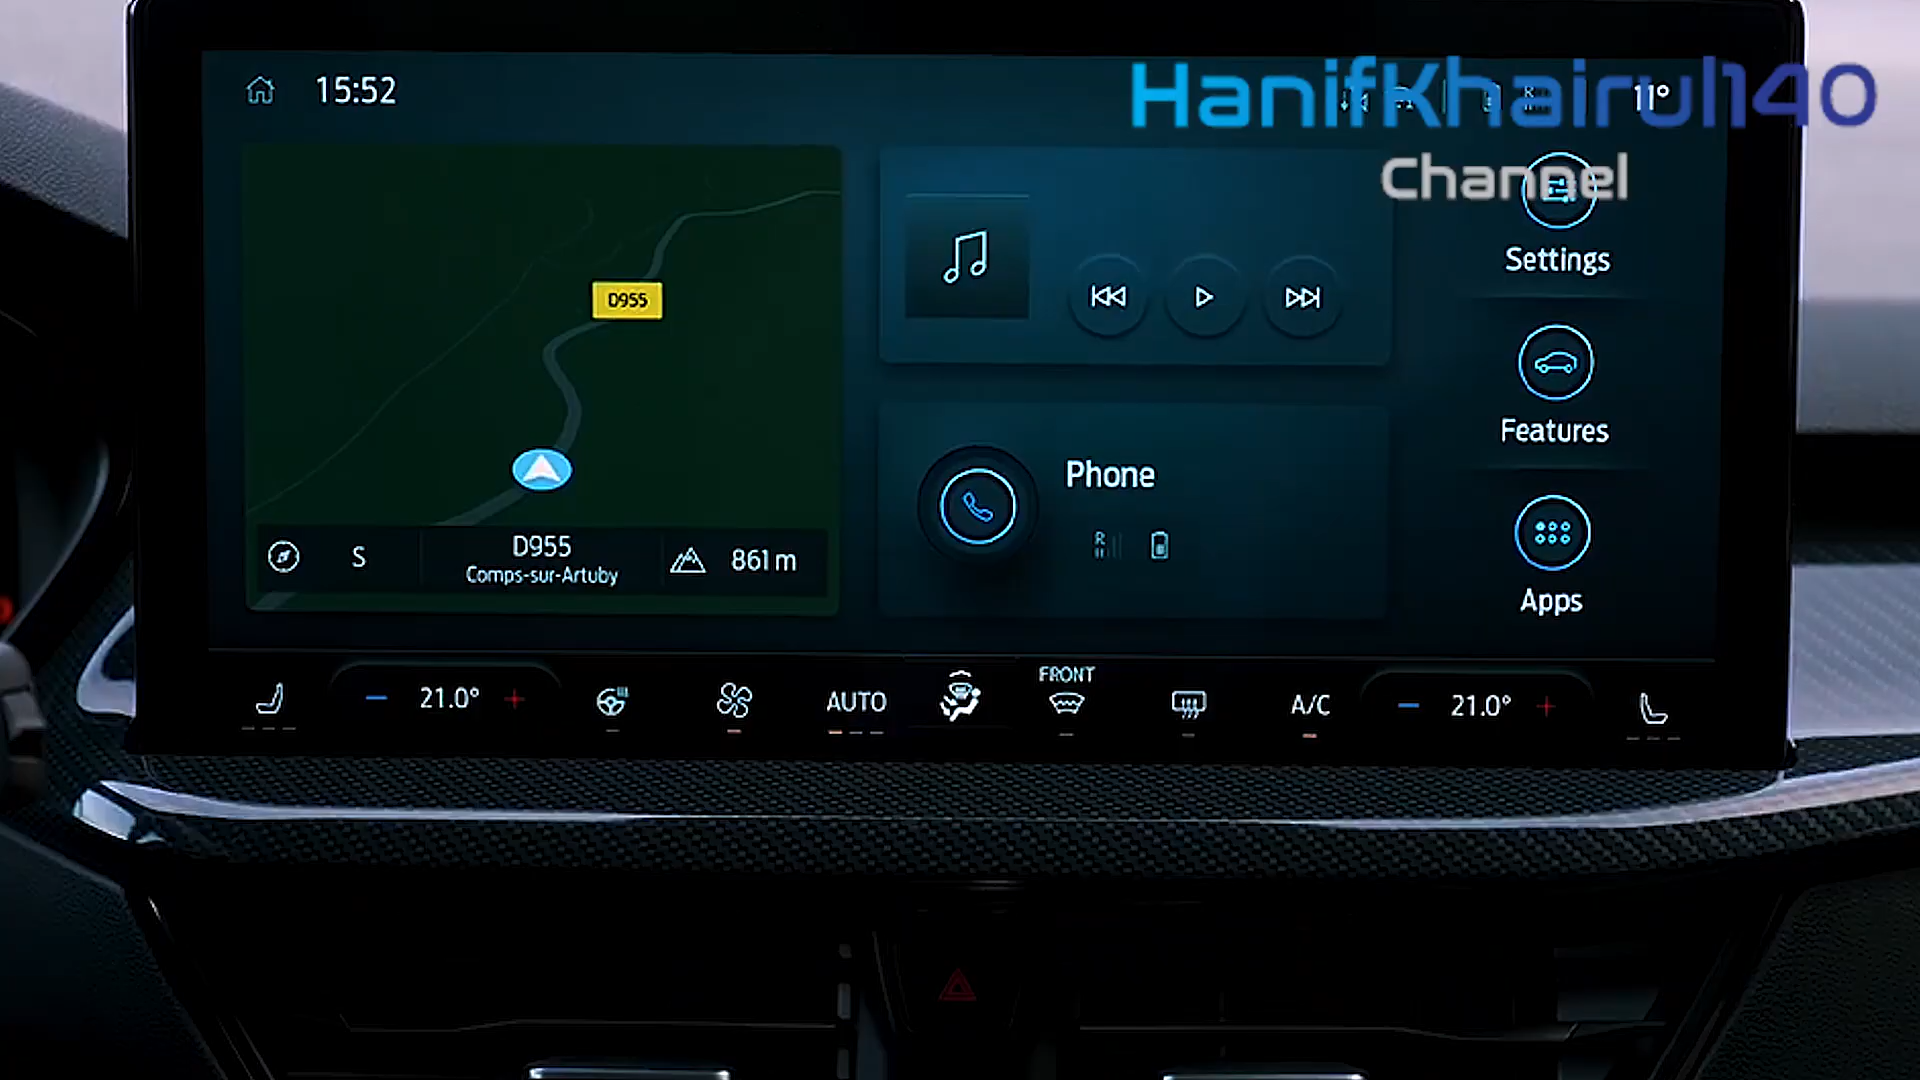 15:52
HanifKhairul140
11°
Channel
Settings
D955
Features
Phone
R
S
D955
861 m
Comps-sur-Artuby
Apps
FRONT
21.0°
AUTO
A/C
21.0°